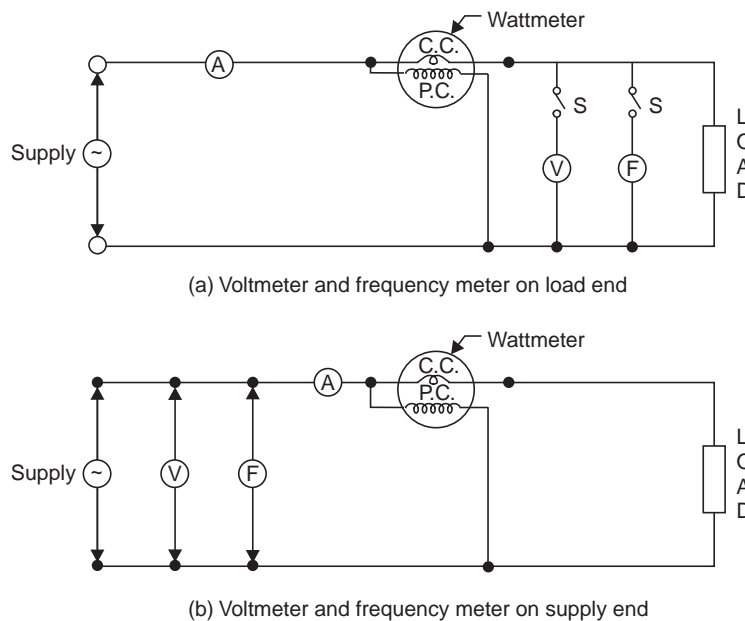 Wattmeter
C.C.
P.C.
A
S
S
Supply
~
V
F
L
O
A
D
(a) Voltmeter and frequency meter on load end
Wattmeter
C.C.
P.C.
A
Supply
~
V
F
L
O
A
D
(b) Voltmeter and frequency meter on supply end